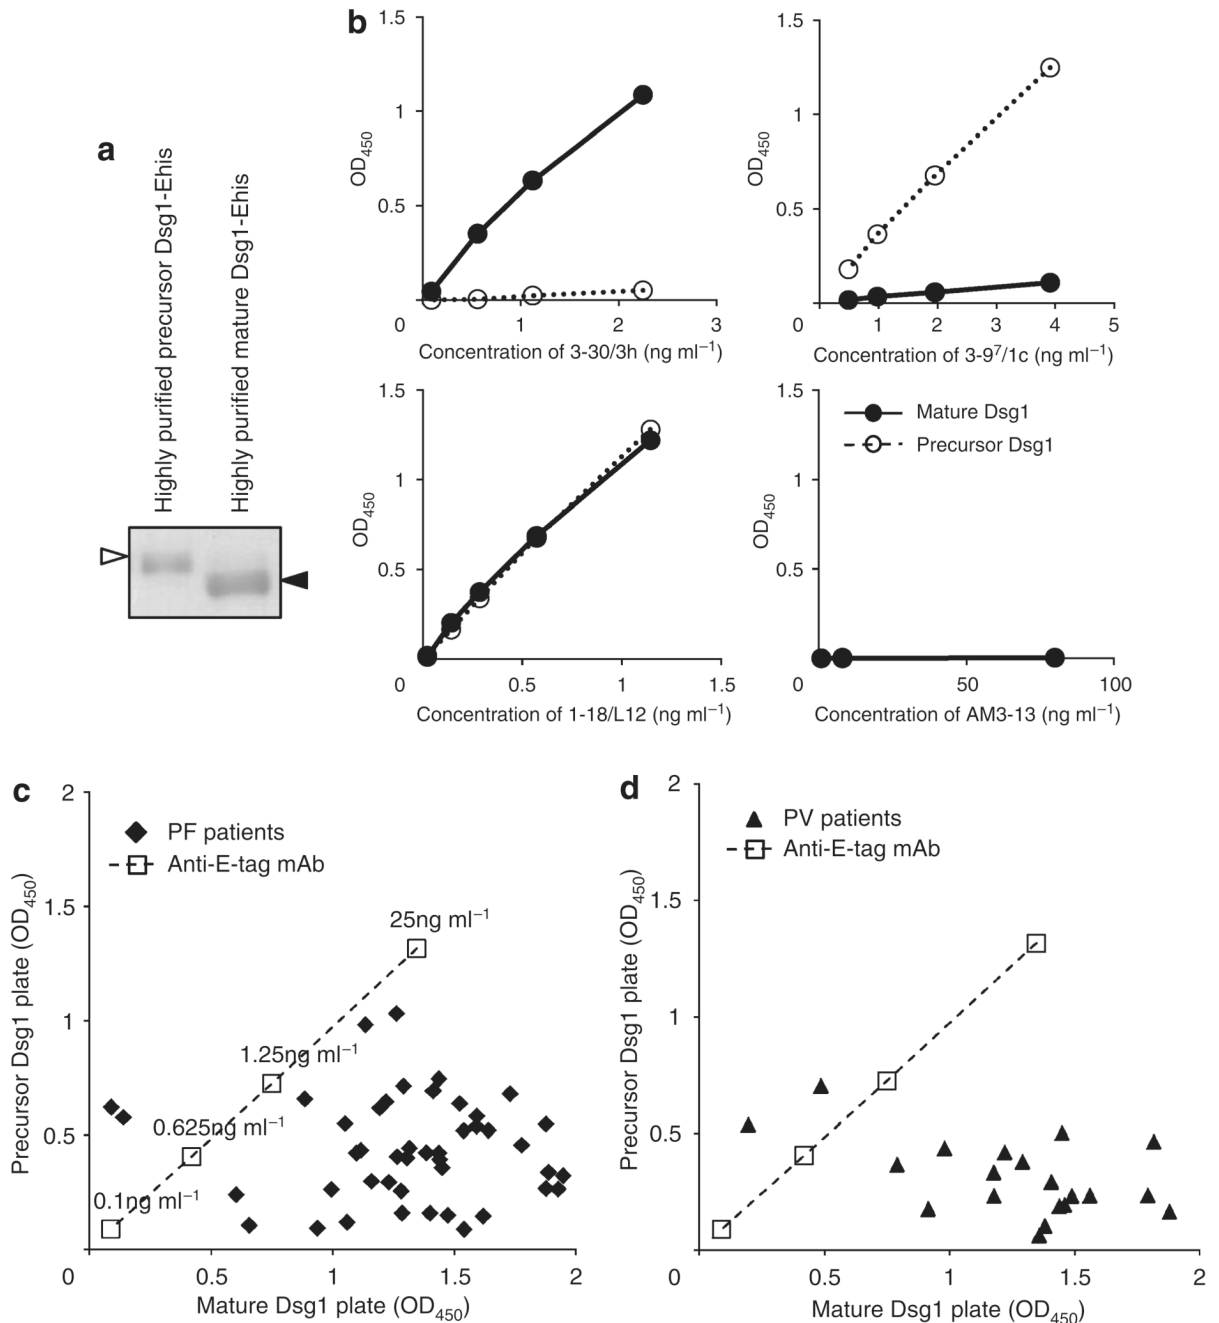 a
Highly purified precursor Dsg1-Ehis
Highly purified mature Dsg1-Ehis
b
1.5
1
0.5
0
1
2
3
OD450
Concentration of 3-30/3h (ng ml−1)
1.5
1
0.5
0
1
2
3
4
5
OD450
Concentration of 3-9⁷/1c (ng ml−1)
1.5
1
0.5
0
0.5
1
1.5
OD450
Concentration of 1-18/L12 (ng ml−1)
1.5
1
0.5
0
50
100
OD450
Mature Dsg1
Precursor Dsg1
Concentration of AM3-13 (ng ml−1)
c
2
1.5
1
0.5
0
0.5
1
1.5
2
Precursor Dsg1 plate (OD450)
PF patients
Anti-E-tag mAb
25ng ml−1
1.25ng ml−1
0.625ng ml−1
0.1ng ml−1
Mature Dsg1 plate (OD450)
d
2
1.5
1
0.5
0
0.5
1
1.5
2
Precursor Dsg1 plate (OD450)
PV patients
Anti-E-tag mAb
Mature Dsg1 plate (OD450)